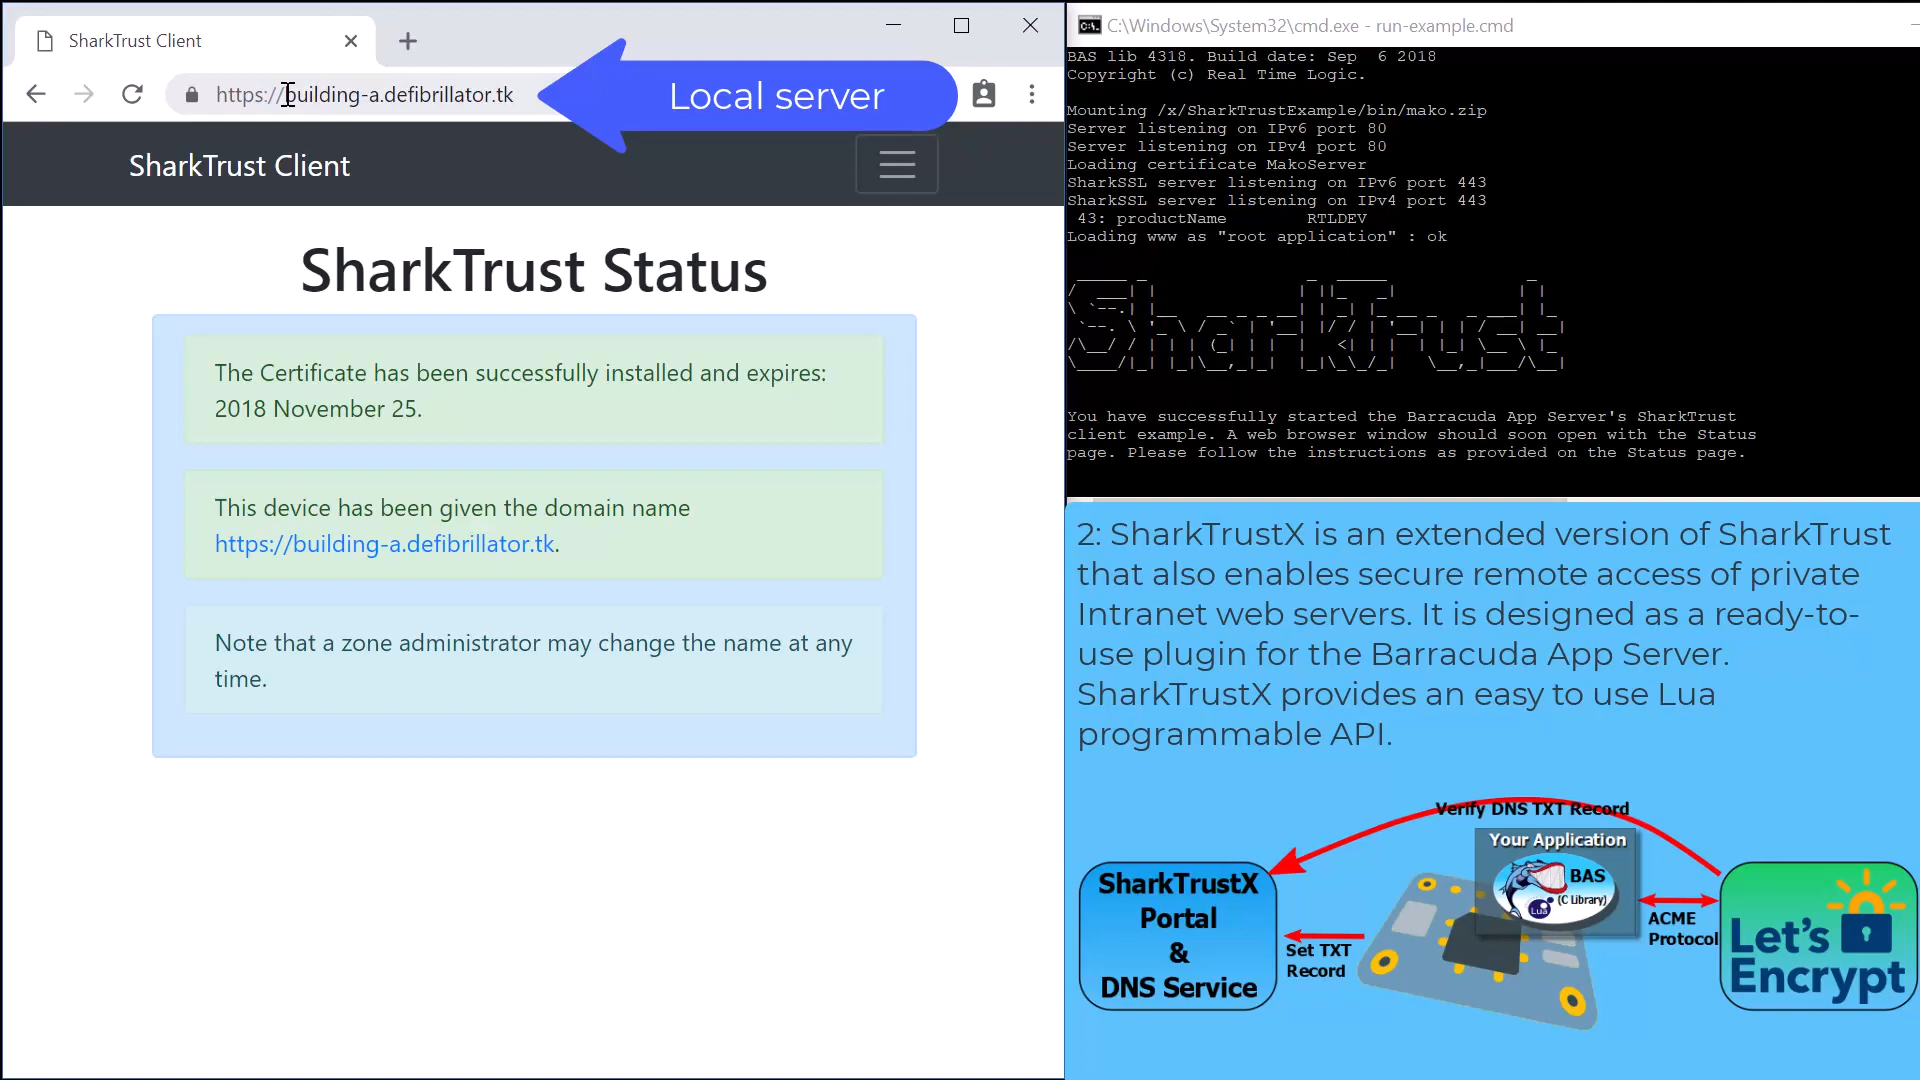 SharkTrust Client
https://building-a.defibrillator.tk
Local server
SharkTrust Client
SharkTrust Status
The Certificate has been successfully installed and expires:
2018 November 25.
This device has been given the domain name
https://building-a.defibrillator.tk.
Note that a zone administrator may change the name at any
time.
C:\Windows\System32\cmd.exe - run-example.cmd
BAS lib 4318. Build date: Sep  6 2018
Copyright (c) Real Time Logic.
Mounting /x/SharkTrustExample/bin/mako.zip
Server listening on IPv6 port 80
Server listening on IPv4 port 80
Loading certificate MakoServer
SharkSSL server listening on IPv6 port 443
SharkSSL server listening on IPv4 port 443
43: productName        RTLDEV
Loading www as "root application" : ok
SharkTrust
You have successfully started the Barracuda App Server's SharkTrust
client example. A web browser window should soon open with the Status
page. Please follow the instructions as provided on the Status page.
2: SharkTrustX is an extended version of SharkTrust
that also enables secure remote access of private
Intranet web servers. It is designed as a ready-to-
use plugin for the Barracuda App Server.
SharkTrustX provides an easy to use Lua
programmable API.
Verify DNS TXT Record
Your Application
BAS
(C Library)
Lua
SharkTrustX
Portal
&
DNS Service
Set TXT
Record
ACME
Protocol
Let's
Encrypt